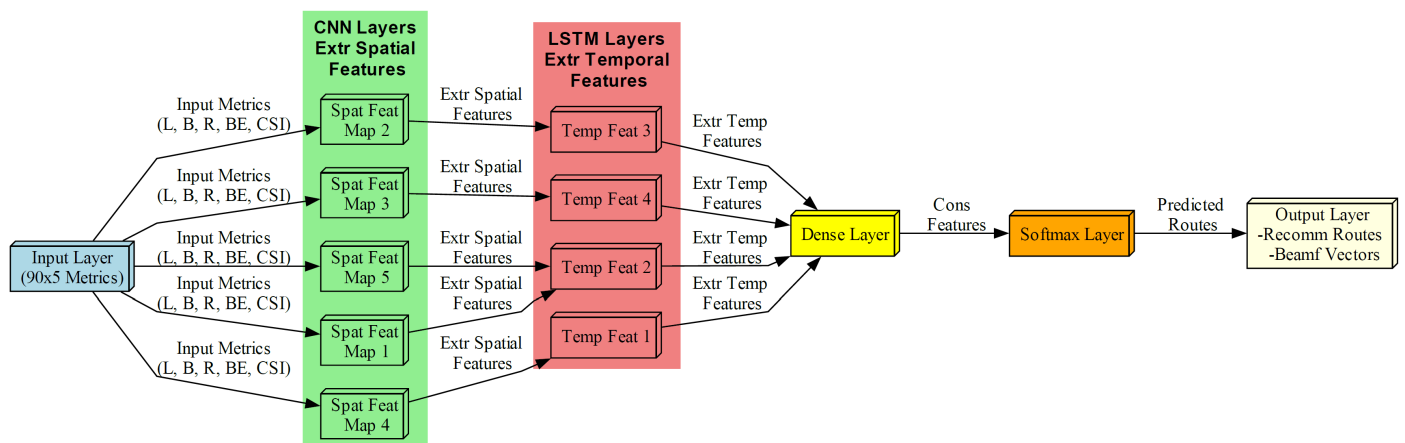 CNN Layers
Extr Spatial
Features
LSTM Layers
Extr Temporal
Features
Input Layer
(90x5 Metrics)
Input Metrics
(L, B, R, BE, CSI)
Input Metrics
(L, B, R, BE, CSI)
Input Metrics
(L, B, R, BE, CSI)
Input Metrics
(L, B, R, BE, CSI)
Input Metrics
(L, B, R, BE, CSI)
Spat Feat
Map 2
Spat Feat
Map 3
Spat Feat
Map 5
Spat Feat
Map 1
Spat Feat
Map 4
Extr Spatial
Features
Extr Spatial
Features
Extr Spatial
Features
Extr Spatial
Features
Extr Spatial
Features
Temp Feat 3
Temp Feat 4
Temp Feat 2
Temp Feat 1
Extr Temp
Features
Extr Temp
Features
Extr Temp
Features
Extr Temp
Features
Dense Layer
Cons
Features
Softmax Layer
Predicted
Routes
Output Layer
-Recomm Routes
-Beamf Vectors